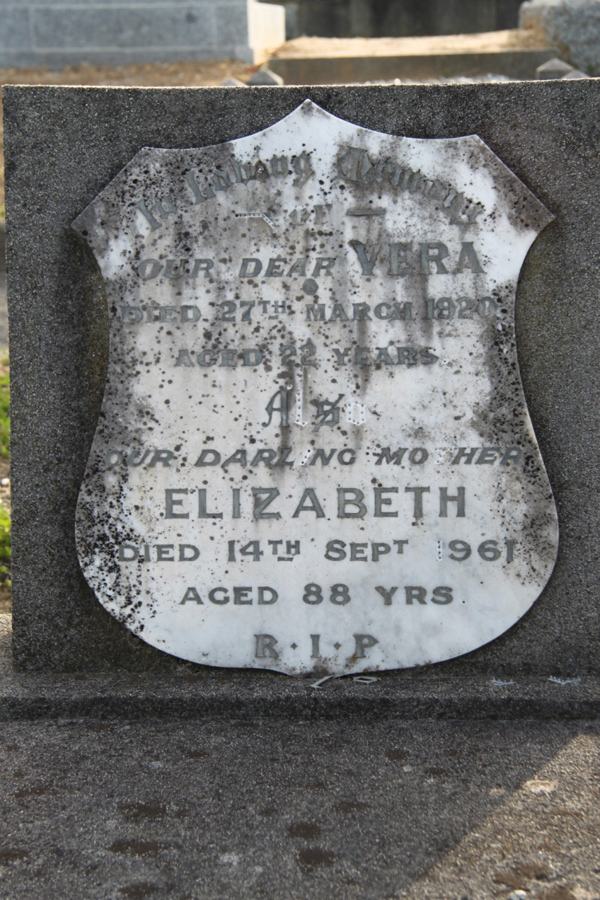 In Loving Memory
OF
OUR DEAR VERA
DIED 27TH MARCH 1920
AGED 22 YEARS
Also
OUR DARLING MOTHER
ELIZABETH
DIED 14TH SEPT 1961
AGED 88 YRS
R·I·P